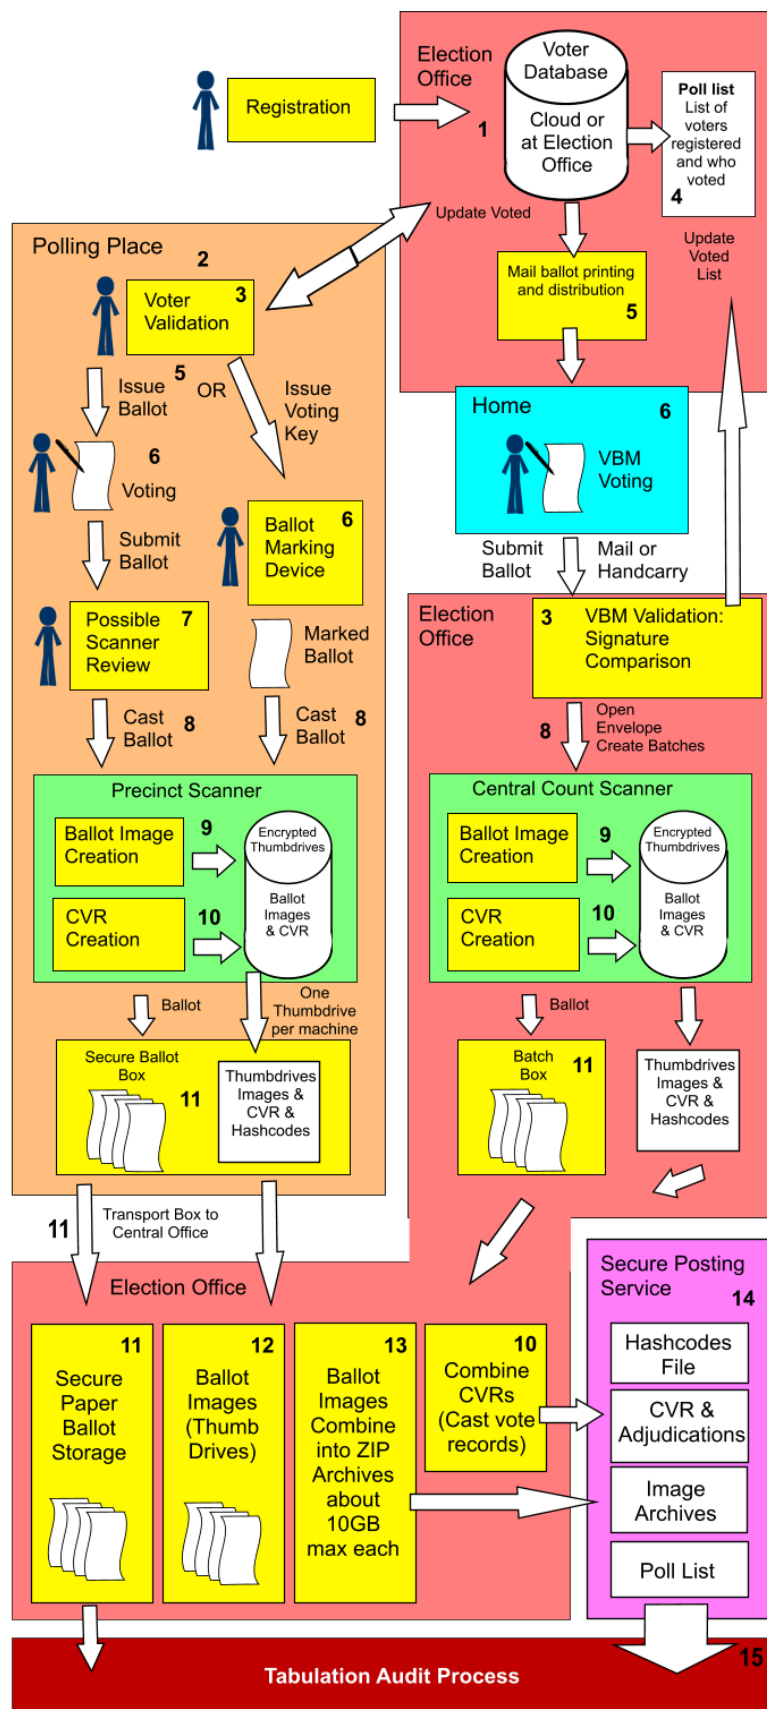 Registration
Election
Office
1
Voter
Database
Cloud or
at Election
Office
Poll list
List of
voters
registered
and who
voted
4
Update Voted
Update
Voted
List
Mail ballot printing
and distribution
5
Polling Place
2
3
Voter
Validation
5
Issue
Ballot
OR
Issue
Voting
Key
6
Voting
Submit
Ballot
6
Ballot
Marking
Device
7
Possible
Scanner
Review
Marked
Ballot
Cast
Ballot
8
Cast
Ballot
8
Home
6
VBM
Voting
Submit
Ballot
Mail or
Handcarry
Election
Office
3
VBM Validation:
Signature
Comparison
8
Open
Envelope
Create Batches
Precinct Scanner
Ballot Image
Creation
9
Encrypted
Thumbdrives
CVR
Creation
10
Ballot
Images
& CVR
Ballot
One
Thumbdrive
per machine
Secure Ballot
Box
11
Thumbdrives
Images &
CVR &
Hashcodes
Central Count Scanner
Ballot Image
Creation
9
Encrypted
Thumbdrives
CVR
Creation
10
Ballot
Images
& CVR
Ballot
Batch
Box
11
Thumbdrives
Images &
CVR &
Hashcodes
11
Transport Box to
Central Office
Election Office
11
Secure
Paper
Ballot
Storage
12
Ballot
Images
(Thumb
Drives)
13
Ballot
Images
Combine
into ZIP
Archives
about
10GB
max each
10
Combine
CVRs
(Cast vote
records)
Secure Posting
Service
14
Hashcodes
File
CVR &
Adjudications
Image
Archives
Poll List
15
Tabulation Audit Process